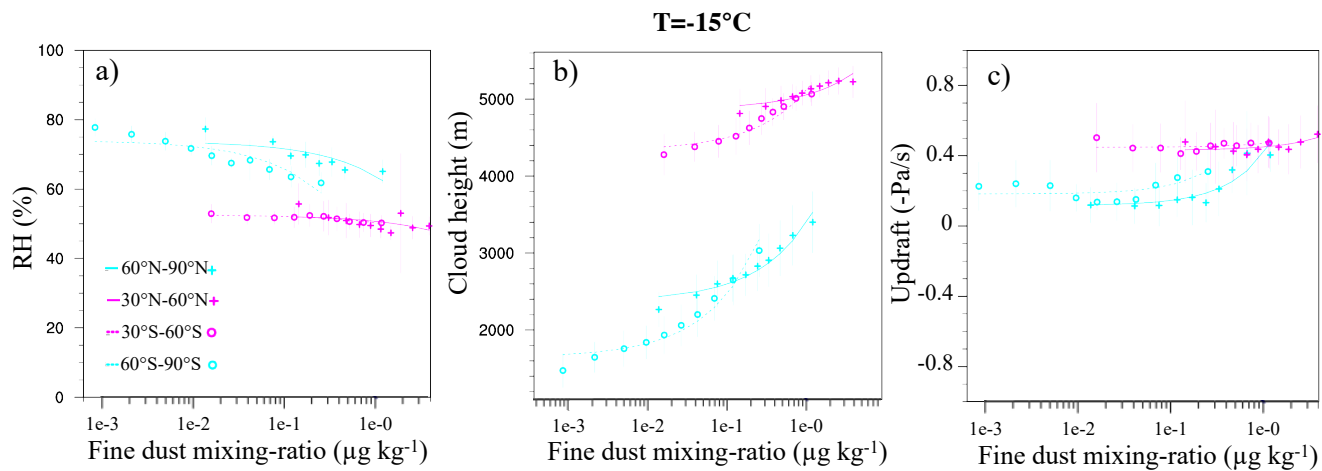 T=-15°C
a)
RH (%)
100
80
60
40
20
0
60°N-90°N
30°N-60°N
30°S-60°S
60°S-90°S
1e-3
1e-2
1e-1
1e-0
Fine dust mixing-ratio (µg kg-1)
b)
Cloud height (m)
5000
4000
3000
2000
1e-3
1e-2
1e-1
1e-0
Fine dust mixing-ratio (µg kg-1)
c)
Updraft (-Pa/s)
0.8
0.4
0
-0.4
-0.8
1e-3
1e-2
1e-1
1e-0
Fine dust mixing-ratio (µg kg-1)